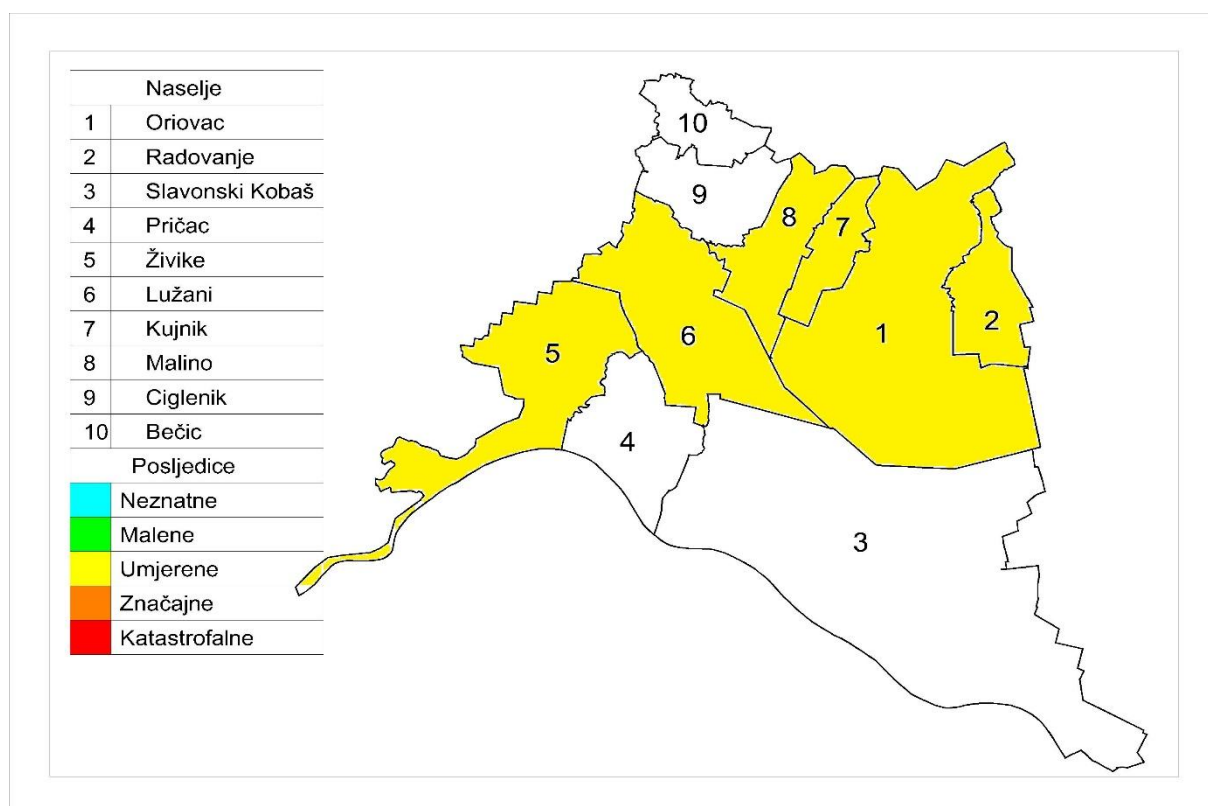 Naselje
1 Oriovac
2 Radovanje
3 Slavonski Kobaš
4 Pričac
5 Živike
6 Lužani
7 Kujnik
8 Malino
9 Ciglenik
10 Bečic
Posljedice
Neznatne
Malene
Umjerene
Značajne
Katastrofalne
10
9
8
7
6
5
1
2
4
3